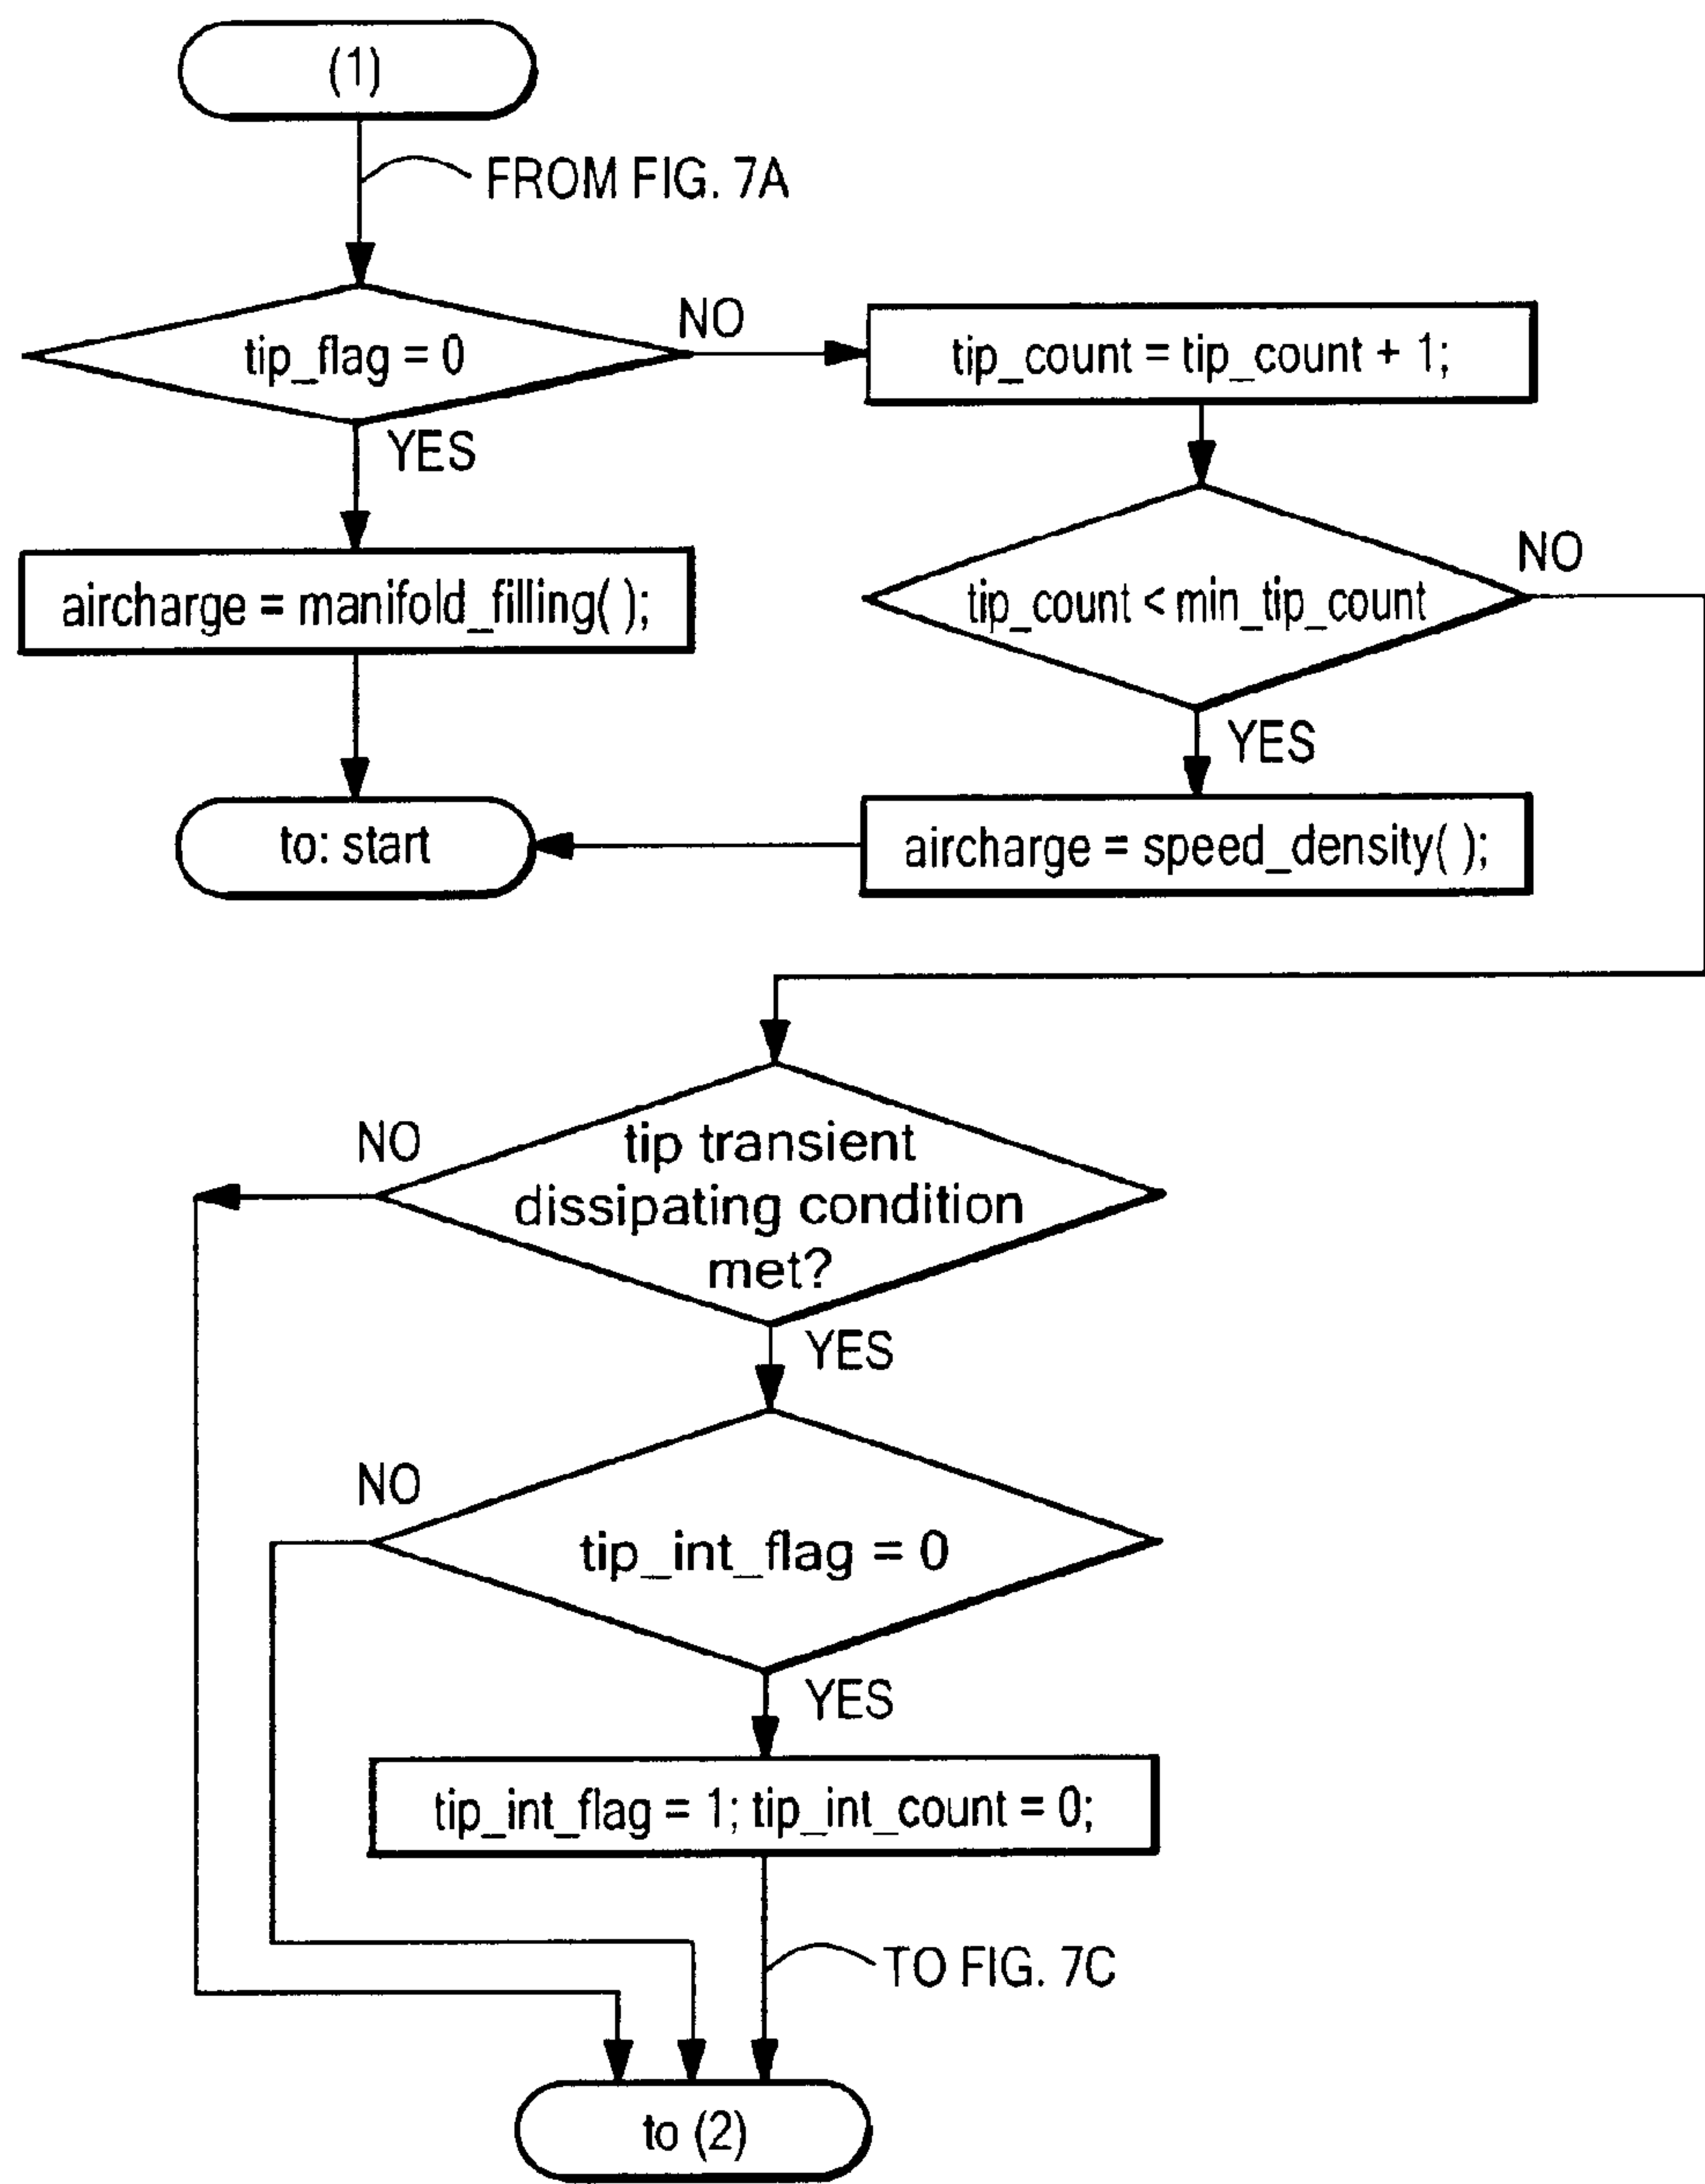 (1)
FROM FIG. 7A
tip_flag = 0
NO
tip_count = tip_count + 1;
YES
aircharge = manifold_filling( );
tip_count < min_tip_count
NO
YES
to: start
aircharge = speed_density( );
NO
tip transient
dissipating condition
met?
YES
NO
tip_int_flag = 0
YES
tip_int_flag = 1; tip_int_count = 0;
TO FIG. 7C
to (2)